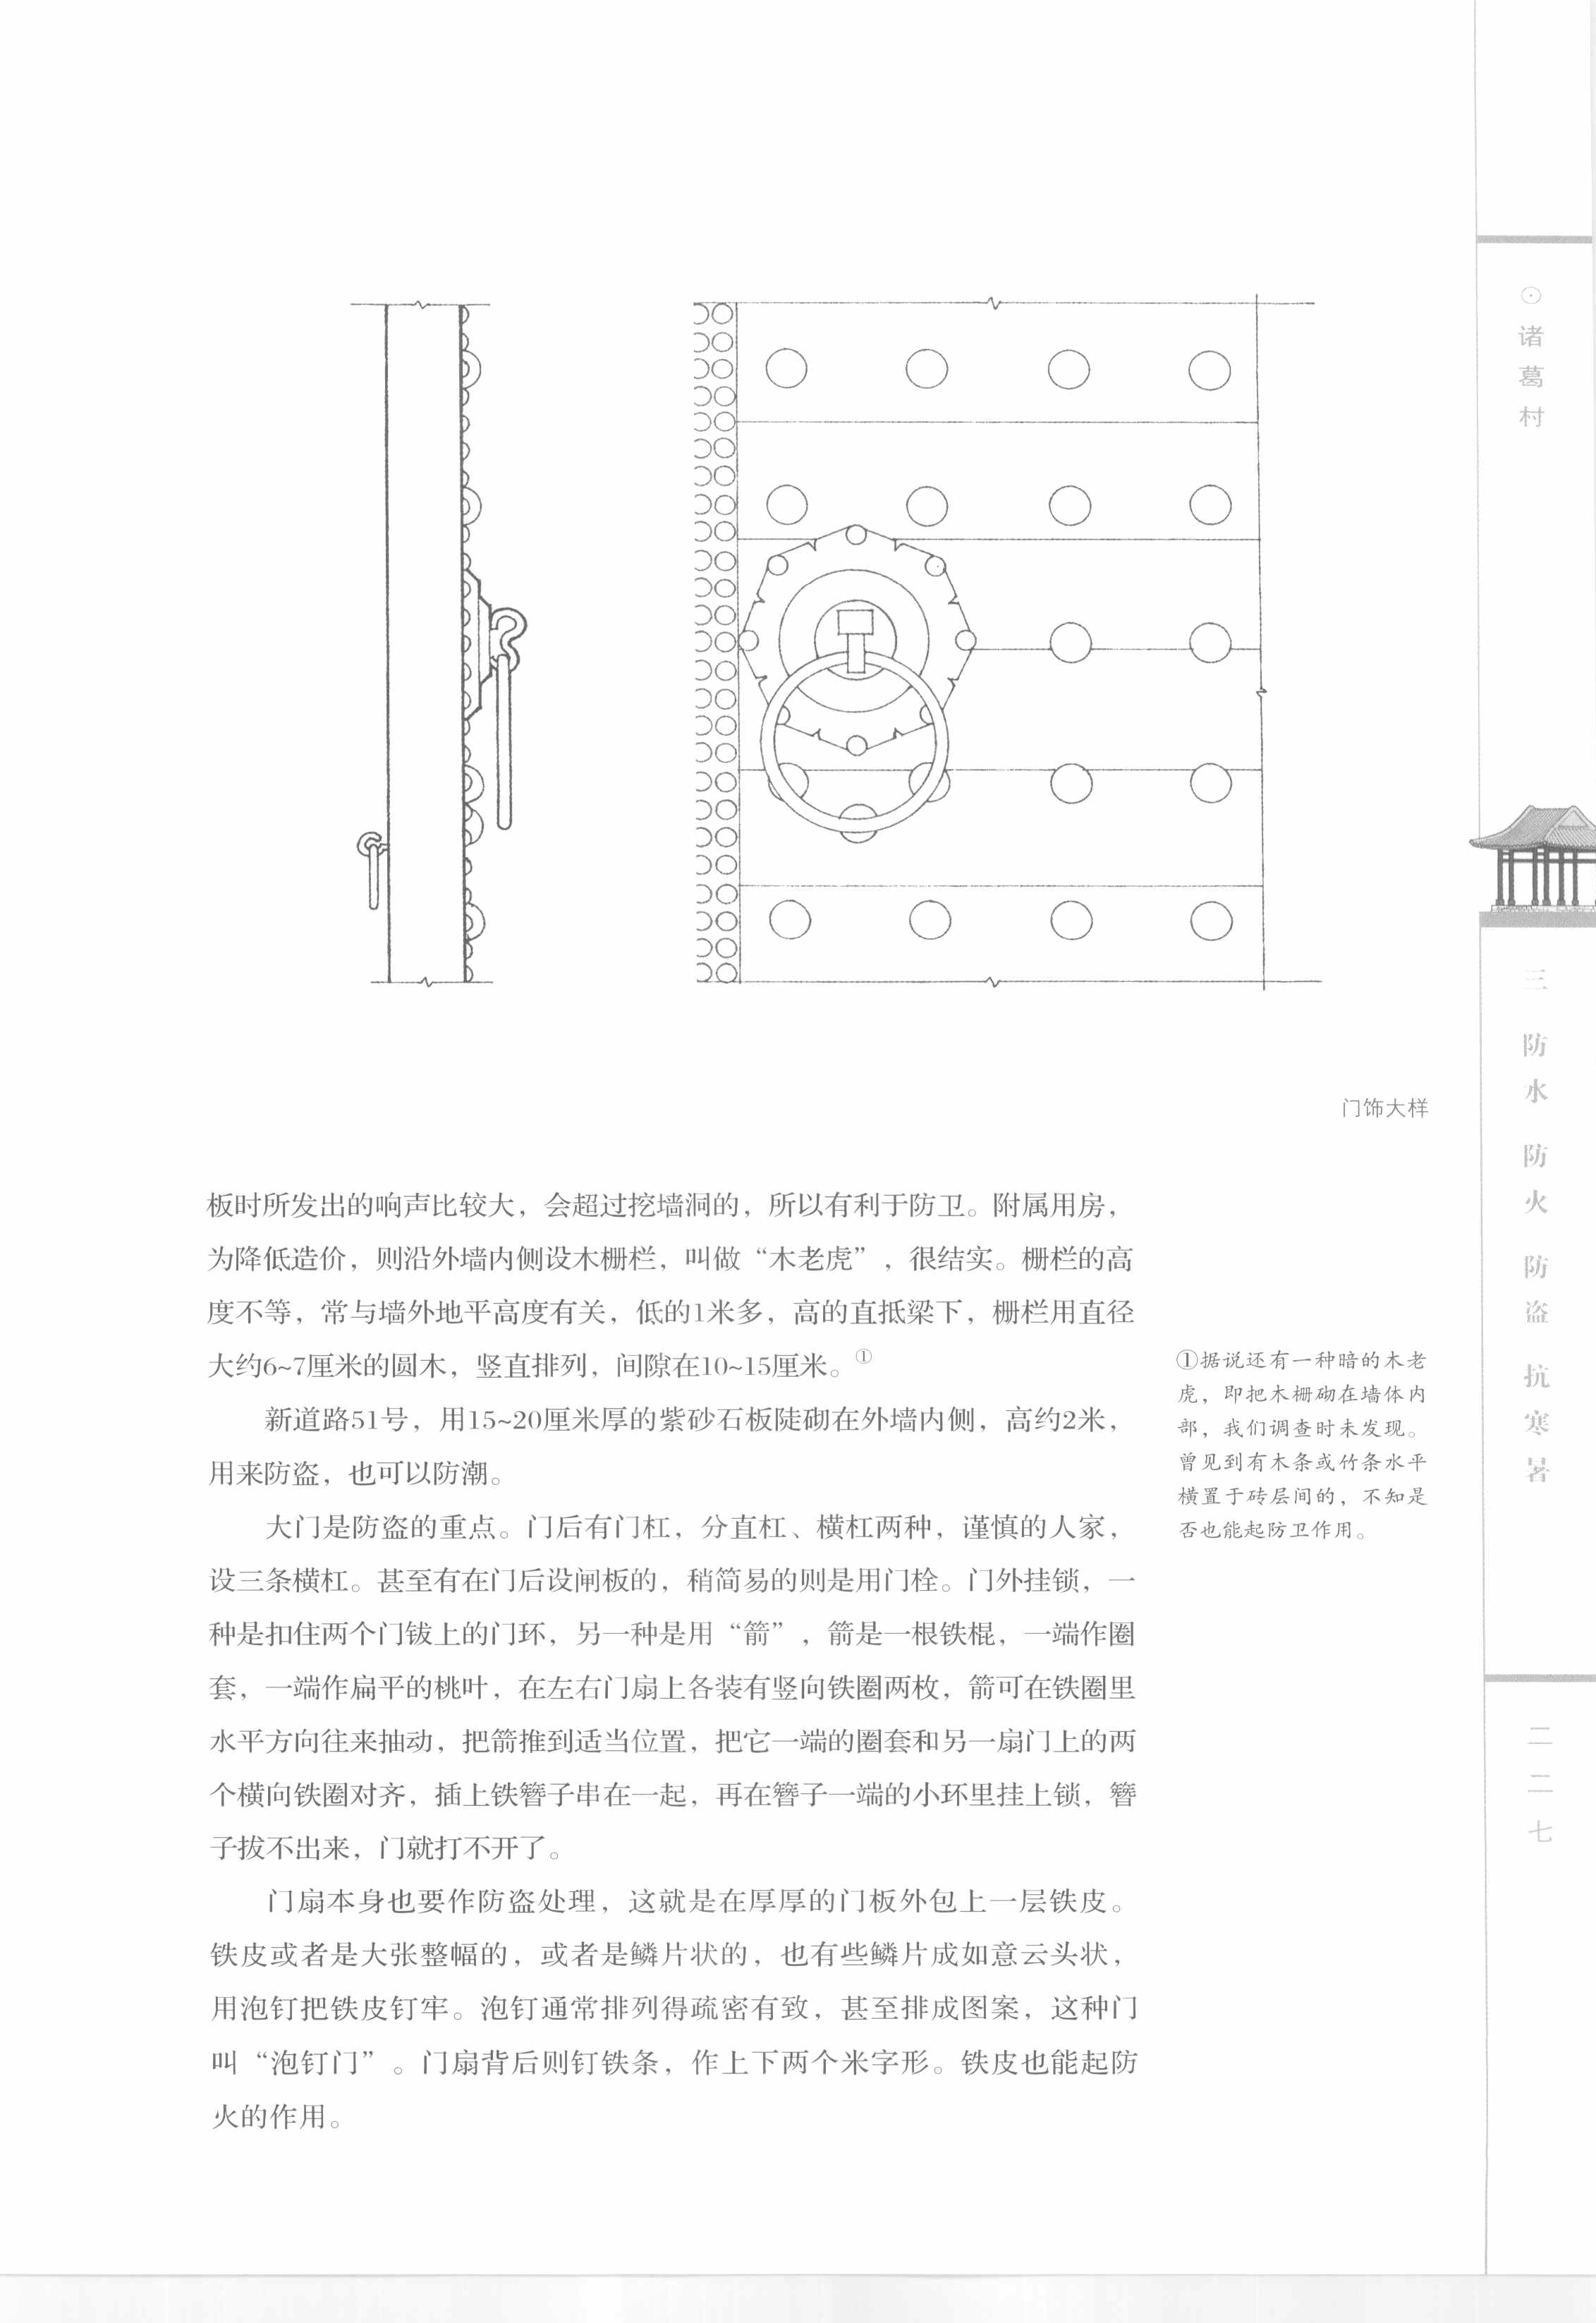 ⊙诸葛村
三 防水 防火 防盗 抗寒暑
二二七
门饰大样
板时所发出的响声比较大，会超过挖墙洞的，所以有利于防卫。附属用房，
为降低造价，则沿外墙内侧设木栅栏，叫做“木老虎”，很结实。栅栏的高
度不等，常与墙外地平高度有关，低的1米多，高的直抵梁下，栅栏用直径
大约6~7厘米的圆木，竖直排列，间隙在10~15厘米。①
新道路51号，用15~20厘米厚的紫砂石板陡砌在外墙内侧，高约2米，
用来防盗，也可以防潮。
大门是防盗的重点。门后有门杠，分直杠、横杠两种，谨慎的人家，
设三条横杠。甚至有在门后设闸板的，稍简易的则是用门栓。门外挂锁，一
种是扣住两个门钹上的门环，另一种是用“箭”，箭是一根铁棍，一端作圈
套，一端作扁平的桃叶，在左右门扇上各装有竖向铁圈两枚，箭可在铁圈里
水平方向往来抽动，把箭推到适当位置，把它一端的圈套和另一扇门上的两
个横向铁圈对齐，插上铁簪子串在一起，再在簪子一端的小环里挂上锁，簪
子拔不出来，门就打不开了。
门扇本身也要作防盗处理，这就是在厚厚的门板外包上一层铁皮。
铁皮或者是大张整幅的，或者是鳞片状的，也有些鳞片成如意云头状，
用泡钉把铁皮钉牢。泡钉通常排列得疏密有致，甚至排成图案，这种门
叫“泡钉门”。门扇背后则钉铁条，作上下两个米字形。铁皮也能起防
火的作用。
①据说还有一种暗的木老
虎，即把木栅砌在墙体内
部，我们调查时未发现。
曾见到有木条或竹条水平
横置于砖层间的，不知是
否也能起防卫作用。